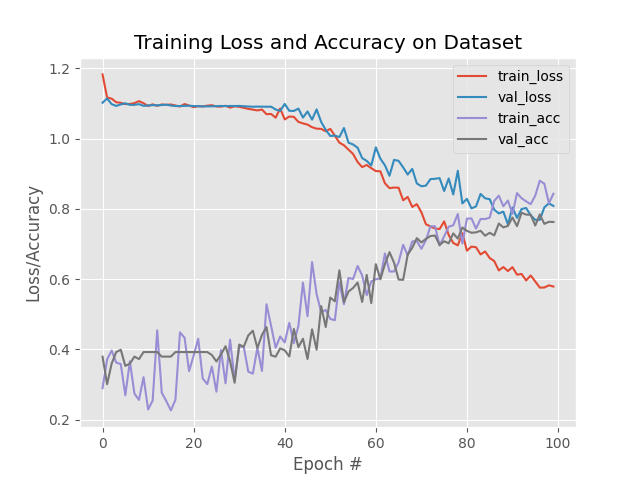 Training Loss and Accuracy on Dataset
train_loss
val_loss
train_acc
val_acc
Loss/Accuracy
1.2
1.0
0.8
0.6
0.4
0.2
0 20 40 60 80 100
Epoch #